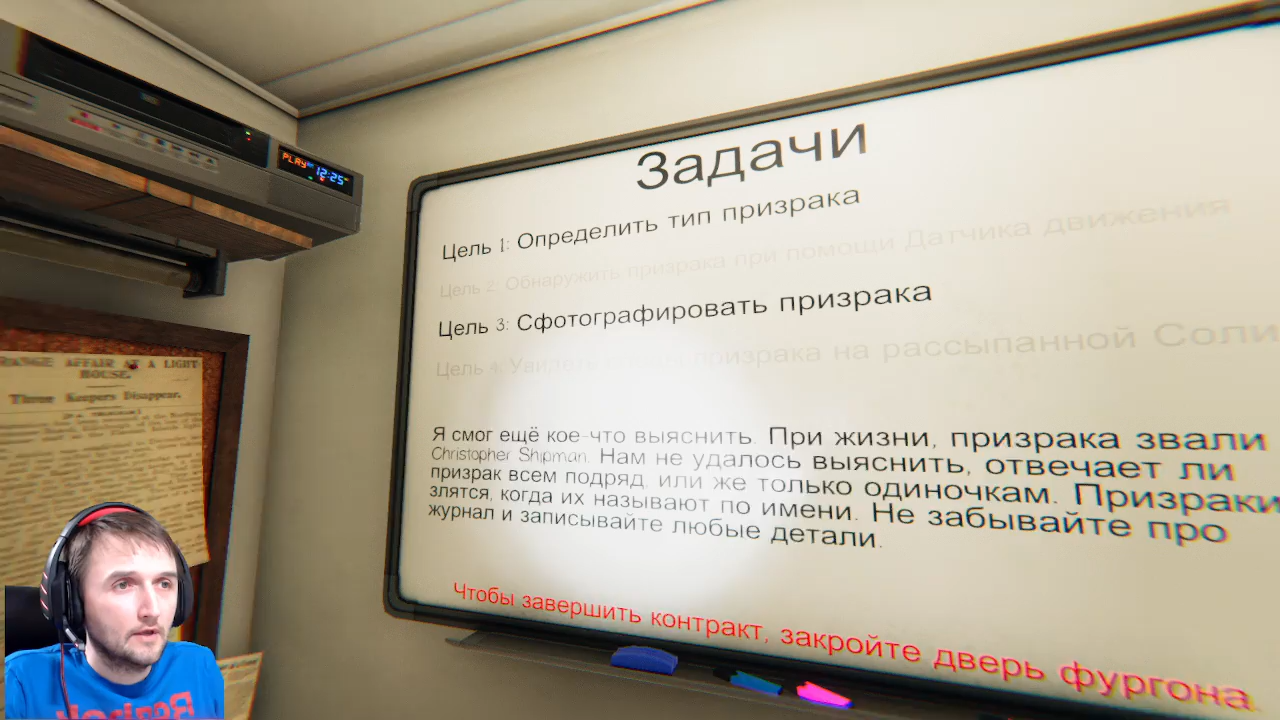 PLAY
12:25
RANGE AFFAIR AT A LIGHT
HOUSE.
Three Keepers Disappear.
Задачи
Цель 1: Определить тип призрака
Цель 2: Обнаружить призрака при помощи Датчика движения
Цель 3: Сфотографировать призрака
Цель 4: призрака на рассыпанной Соли
Я смог ещё кое-что выяснить. При жизни, призрака звали
Christopher Shipman. Нам не удалось выяснить, отвечает ли
призрак всем подряд, или же только одиночкам. Призраки
злятся, когда их называют по имени. Не забывайте про
журнал и записывайте любые детали.
Чтобы завершить контракт, закройте дверь фургона.